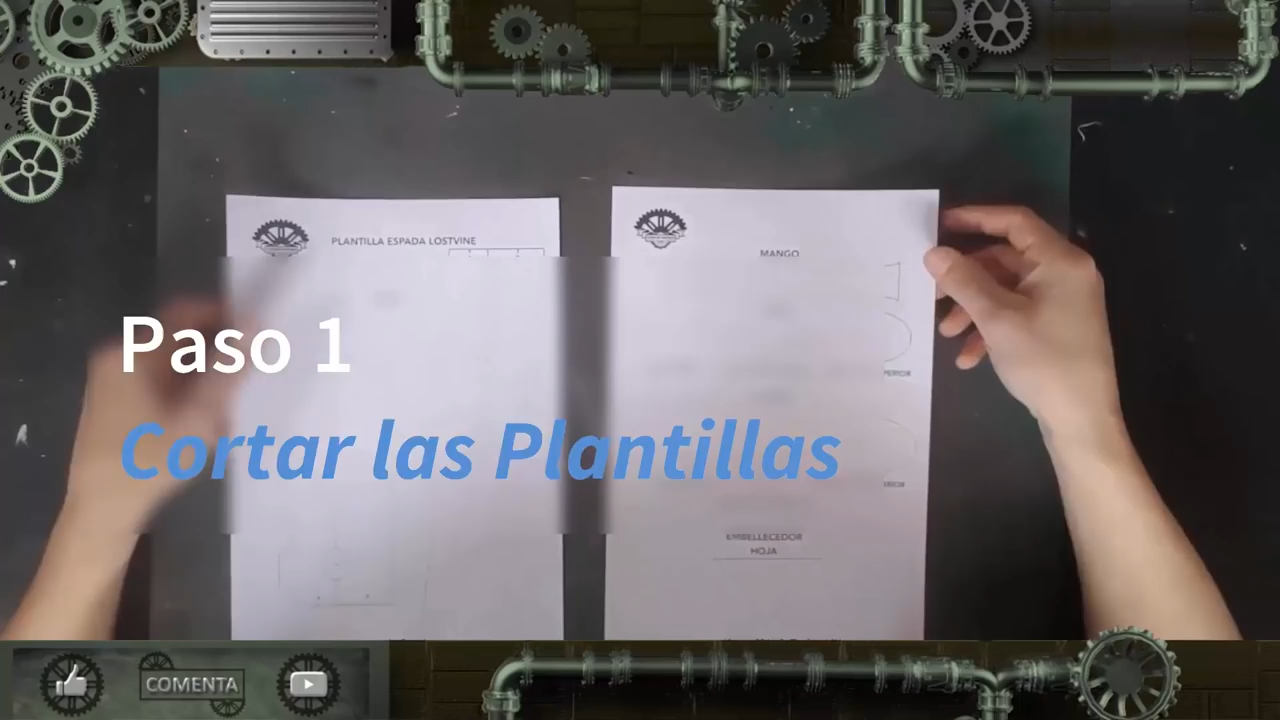 PLANTILLA ESPADA LOSTVINE
MANGO
Paso 1
Cortar las Plantillas
EMBELLECEDOR
HOJA
COMENTA